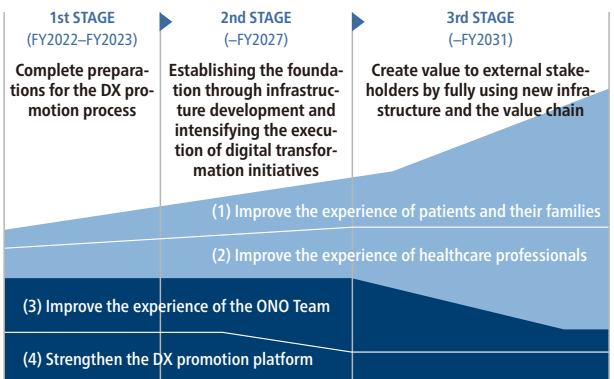 1st STAGE
(FY2022–FY2023)
Complete prepara-
tions for the DX pro-
motion process
2nd STAGE
(–FY2027)
Establishing the founda-
tion through infrastruc-
ture development and
intensifying the execu-
tion of digital transfor-
mation initiatives
3rd STAGE
(–FY2031)
Create value to external stake-
holders by fully using new infra-
structure and the value chain
(1) Improve the experience of patients and their families
(2) Improve the experience of healthcare professionals
(3) Improve the experience of the ONO Team
(4) Strengthen the DX promotion platform